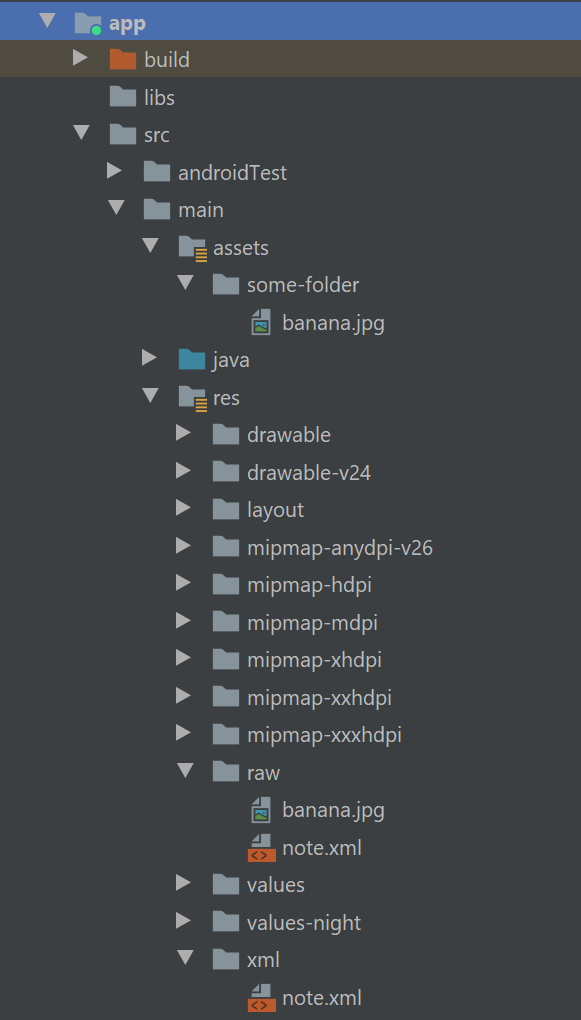 app
build
libs
src
androidTest
main
assets
some-folder
banana.jpg
java
res
drawable
drawable-v24
layout
mipmap-anydpi-v26
mipmap-hdpi
mipmap-mdpi
mipmap-xhdpi
mipmap-xxhdpi
mipmap-xxxhdpi
raw
banana.jpg
note.xml
values
values-night
xml
note.xml